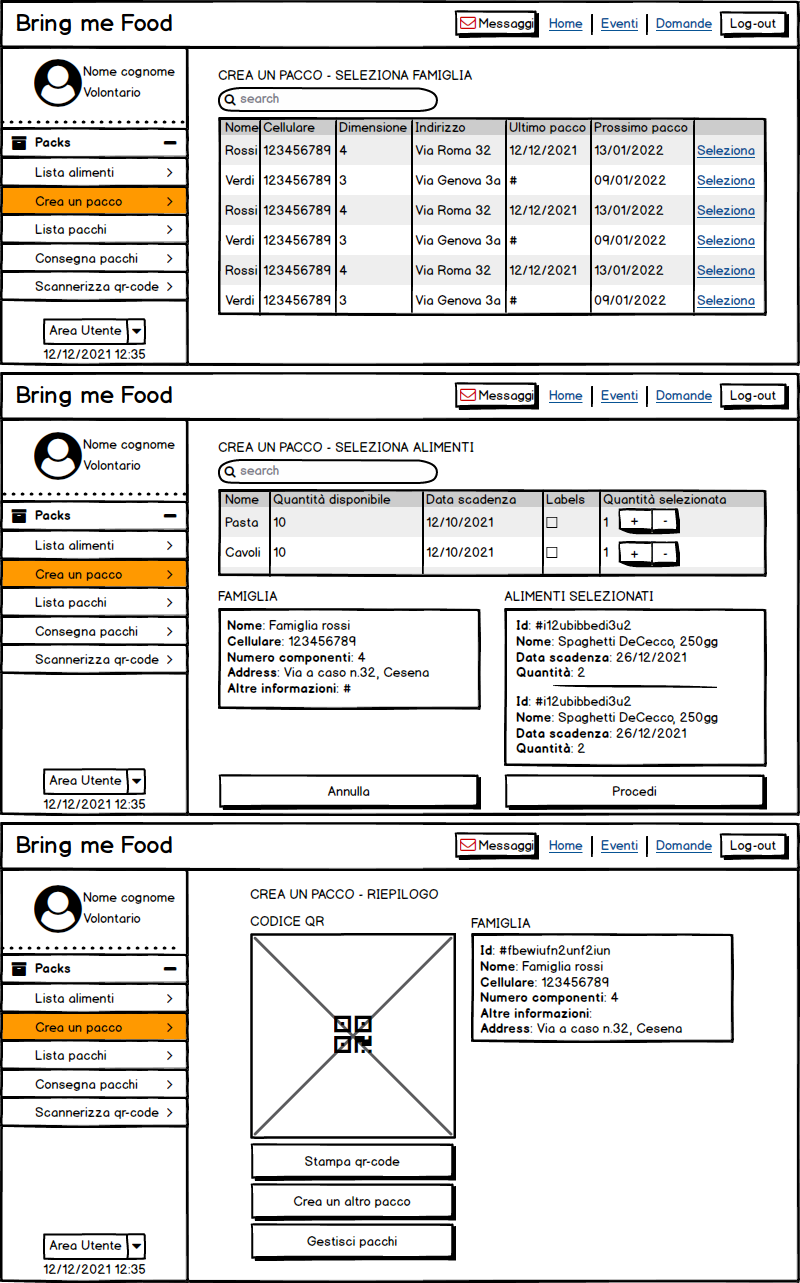 Bring me Food
Messaggi Home Eventi Domande Log-out
Nome cognome
Volontario
Packs
Lista alimenti
Crea un pacco
Lista pacchi
Consegna pacchi
Scannerizza qr-code
Area Utente
12/12/2021 12:35
CREA UN PACCO - SELEZIONA FAMIGLIA
search
Nome Cellulare Dimensione Indirizzo Ultimo pacco Prossimo pacco
Rossi 123456789 4 Via Roma 32 12/12/2021 13/01/2022 Seleziona
Verdi 123456789 3 Via Genova 3a # 09/01/2022 Seleziona
Rossi 123456789 4 Via Roma 32 12/12/2021 13/01/2022 Seleziona
Verdi 123456789 3 Via Genova 3a # 09/01/2022 Seleziona
Rossi 123456789 4 Via Roma 32 12/12/2021 13/01/2022 Seleziona
Verdi 123456789 3 Via Genova 3a # 09/01/2022 Seleziona
Bring me Food
Messaggi Home Eventi Domande Log-out
Nome cognome
Volontario
Packs
Lista alimenti
Crea un pacco
Lista pacchi
Consegna pacchi
Scannerizza qr-code
Area Utente
12/12/2021 12:35
CREA UN PACCO - SELEZIONA ALIMENTI
search
Nome Quantità disponibile Data scadenza Labels Quantità selezionata
Pasta 10 12/10/2021 1 + -
Cavoli 10 12/10/2021 1 + -
FAMIGLIA
Nome: Famiglia rossi
Cellulare: 123456789
Numero componenti: 4
Address: Via a caso n.32, Cesena
Altre informazioni: #
ALIMENTI SELEZIONATI
Id: #i12ubibbedi3u2
Nome: Spaghetti DeCecco, 250gg
Data scadenza: 26/12/2021
Quantità: 2
Id: #i12ubibbedi3u2
Nome: Spaghetti DeCecco, 250gg
Data scadenza: 26/12/2021
Quantità: 2
Annulla
Procedi
Bring me Food
Messaggi Home Eventi Domande Log-out
Nome cognome
Volontario
Packs
Lista alimenti
Crea un pacco
Lista pacchi
Consegna pacchi
Scannerizza qr-code
Area Utente
12/12/2021 12:35
CREA UN PACCO - RIEPILOGO
CODICE QR
Stampa qr-code
Crea un altro pacco
Gestisci pacchi
FAMIGLIA
Id: #fbewiufn2unf2iun
Nome: Famiglia rossi
Cellulare: 123456789
Numero componenti: 4
Altre informazioni:
Address: Via a caso n.32, Cesena